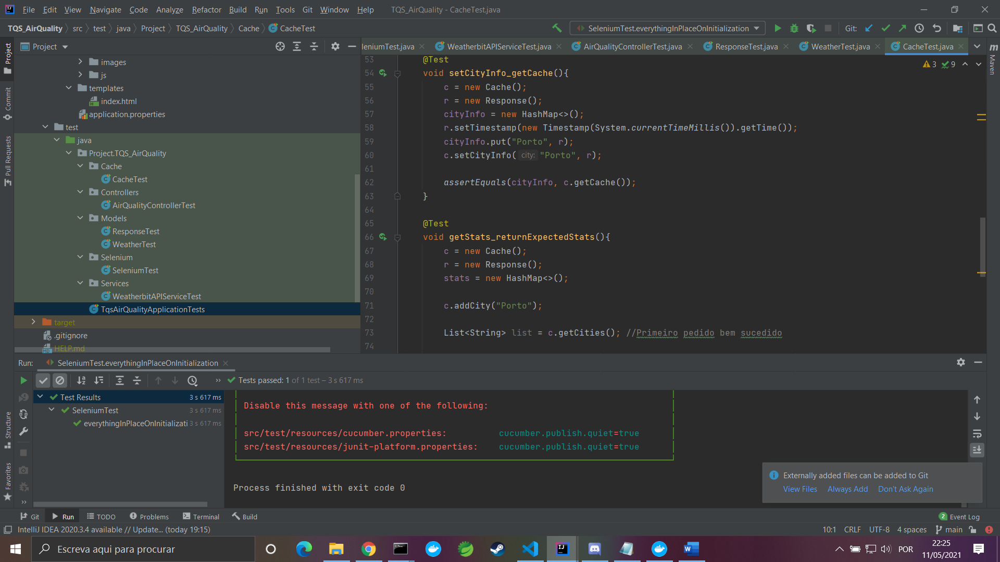 File Edit View Navigate Code Analyze Refactor Build Run Tools Git Window Help TQS_AirQuality - CacheTest.java
TQS_AirQuality src test java Project TQS_AirQuality Cache CacheTest
SeleniumTest.everythingInPlaceOnInitialization
Git:
Project
leniumTest.java WeatherbitAPIServiceTest.java AirQualityControllerTest.java ResponseTest.java WeatherTest.java CacheTest.java
Project
Commit
Pull Requests
Structure
Favorites
Maven
images
js
templates
index.html
application.properties
test
java
Project.TQS_AirQuality
Cache
CacheTest
Controllers
AirQualityControllerTest
Models
ResponseTest
WeatherTest
Selenium
SeleniumTest
Services
WeatherbitAPIServiceTest
TqsAirQualityApplicationTests
target
.gitignore
HELP.md
3 9
53 @Test
54 void setCityInfo_getCache(){
55 c = new Cache();
56 r = new Response();
57 cityInfo = new HashMap<>();
58 r.setTimestamp(new Timestamp(System.currentTimeMillis()).getTime());
59 cityInfo.put("Porto", r);
60 c.setCityInfo( city: "Porto", r);
61
62 assertEquals(cityInfo, c.getCache());
63 }
64
65 @Test
66 void getStats_returnExpectedStats(){
67 c = new Cache();
68 r = new Response();
69 stats = new HashMap<>();
70
71 c.addCity("Porto");
72
73 List<String> list = c.getCities(); //Primeiro pedido bem sucedido
74
Run: SeleniumTest.everythingInPlaceOnInitialization
Tests passed: 1 of 1 test – 3 s 617 ms
Test Results 3 s 617 ms
SeleniumTest 3 s 617 ms
everythingInPlaceOnInitializati 3 s 617 ms
Disable this message with one of the following:
src/test/resources/cucumber.properties: cucumber.publish.quiet=true
src/test/resources/junit-platform.properties: cucumber.publish.quiet=true
Process finished with exit code 0
Externally added files can be added to Git
View Files Always Add Don't Ask Again
Git Run TODO Problems Terminal Build
2 Event Log
IntelliJ IDEA 2020.3.4 available // Update... (today 19:15)
10:1 CRLF UTF-8 4 spaces main
Escreva aqui para procurar
POR
22:25
11/05/2021